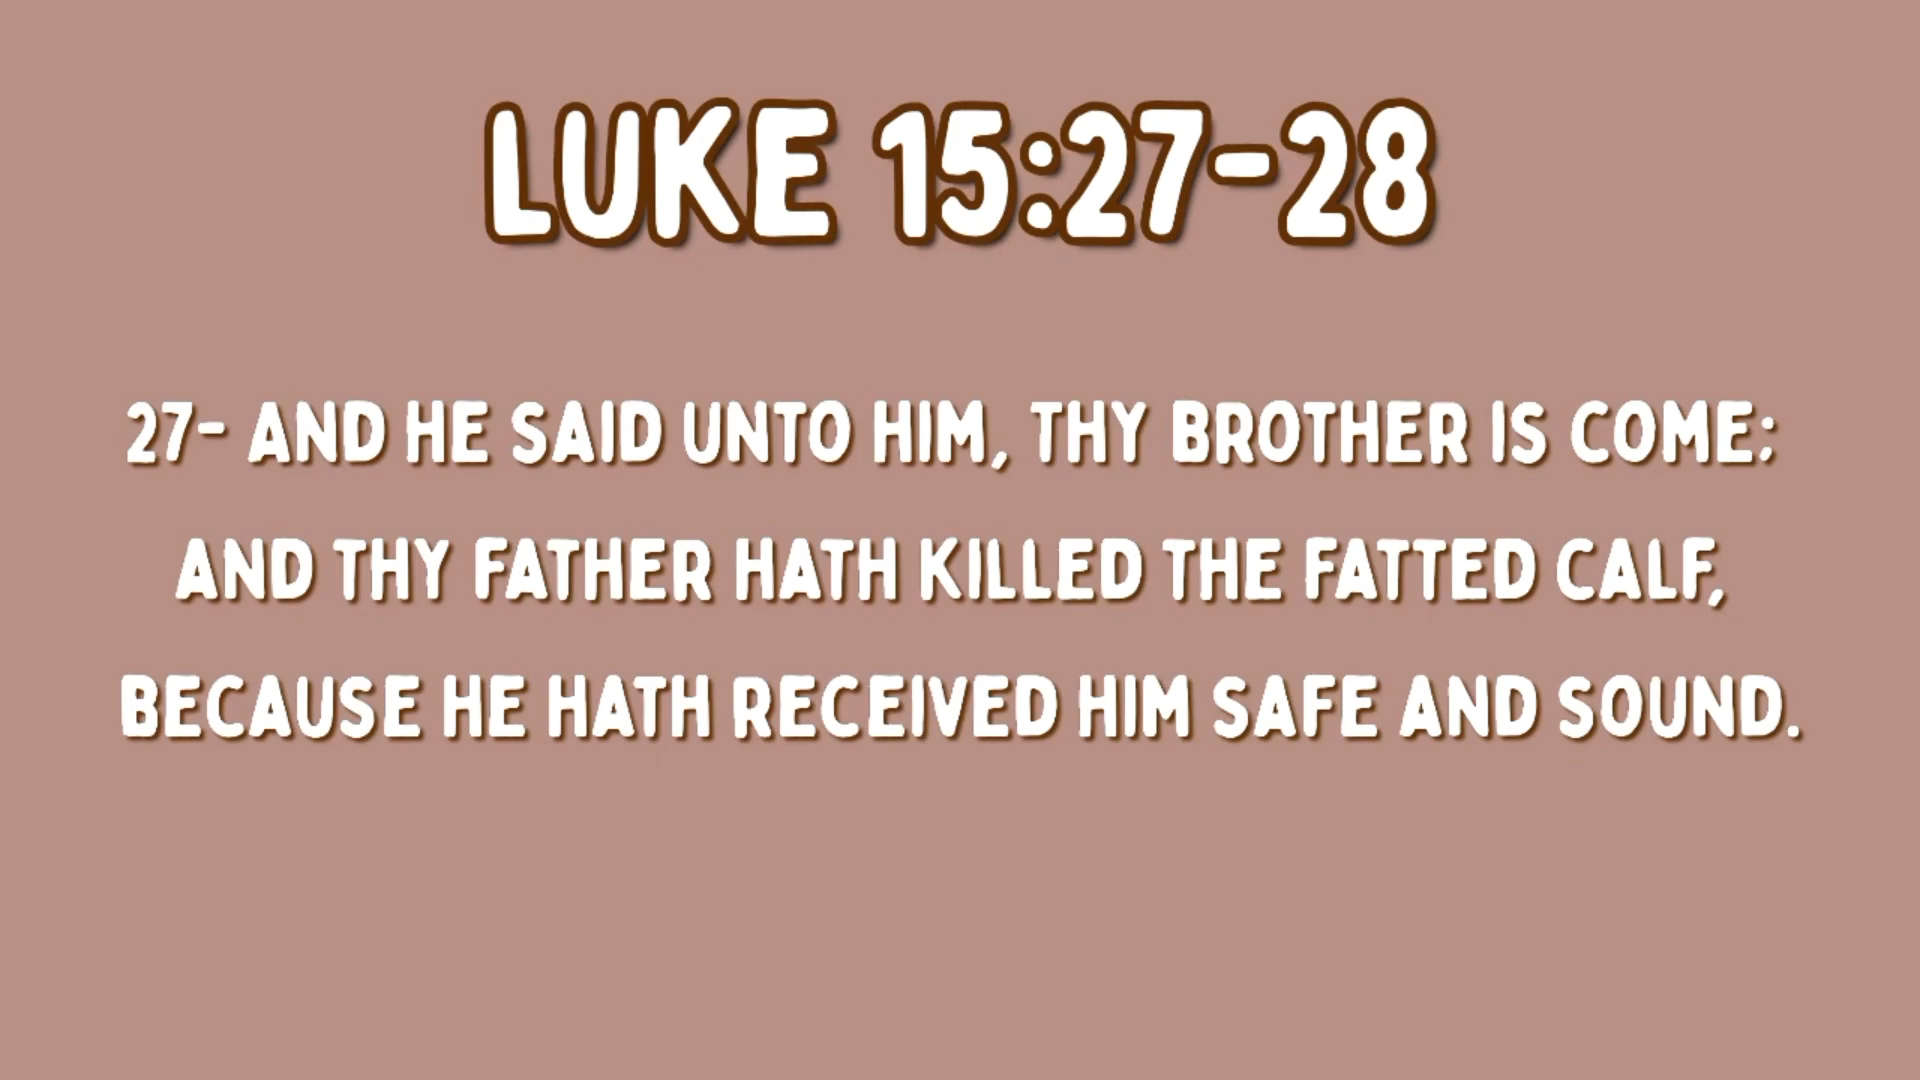 LUKE 15:27-28
27- AND HE SAID UNTO HIM, THY BROTHER IS COME;
AND THY FATHER HATH KILLED THE FATTED CALF,
BECAUSE HE HATH RECEIVED HIM SAFE AND SOUND.